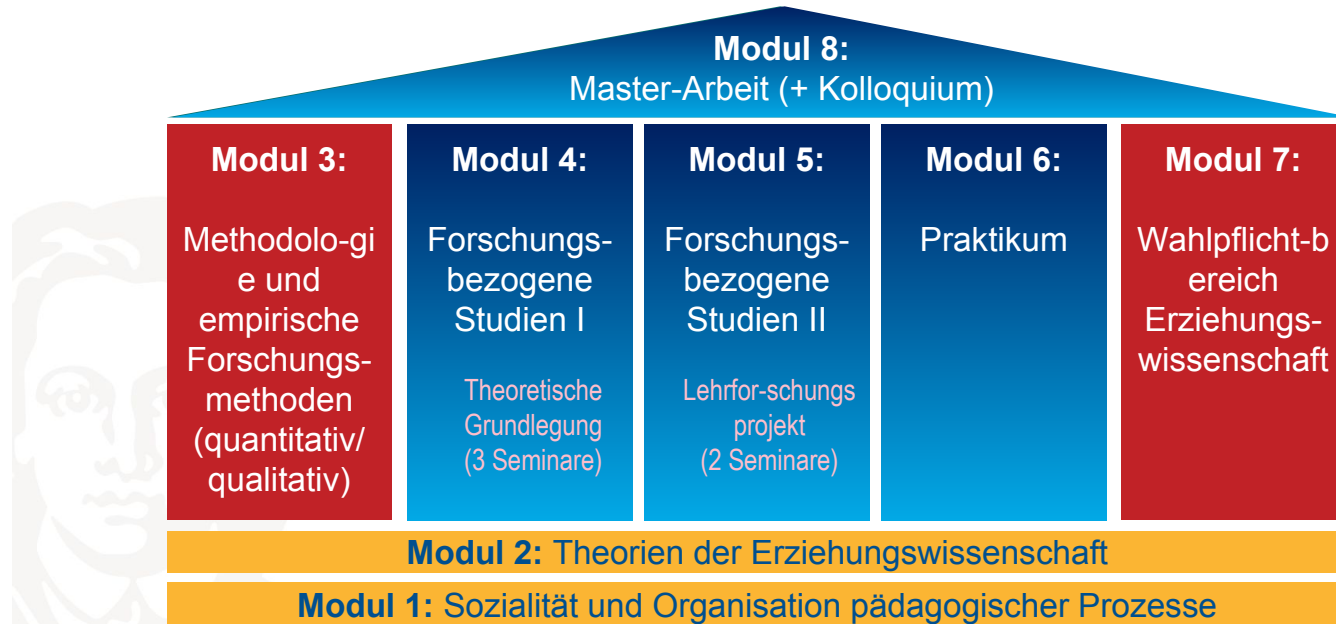 Modul 8:
Master-Arbeit (+ Kolloquium)
Modul 3:
Methodolo-gi
e und
empirische
Forschungs-
methoden
(quantitativ/
qualitativ)
Modul 4:
Forschungs-
bezogene
Studien I
Theoretische
Grundlegung
(3 Seminare)
Modul 5:
Forschungs-
bezogene
Studien II
Lehrfor-schungs
projekt
(2 Seminare)
Modul 6:
Praktikum
Modul 7:
Wahlpflicht-b
ereich
Erziehungs-
wissenschaft
Modul 2: Theorien der Erziehungswissenschaft
Modul 1: Sozialität und Organisation pädagogischer Prozesse